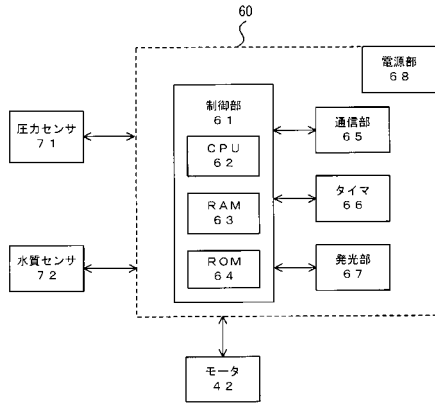 60
電源部
68
制御部
61
圧力センサ
71
通信部
65
CPU
62
タイマ
66
RAM
63
水質センサ
72
ROM
64
発光部
67
モータ
42